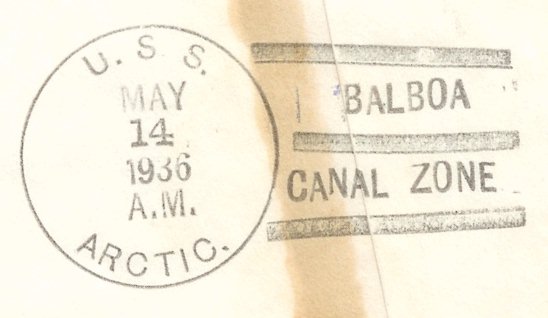 U. S. S.
MAY
14
1936
A.M.
ARCTIC.
BALBOA
CANAL ZONE